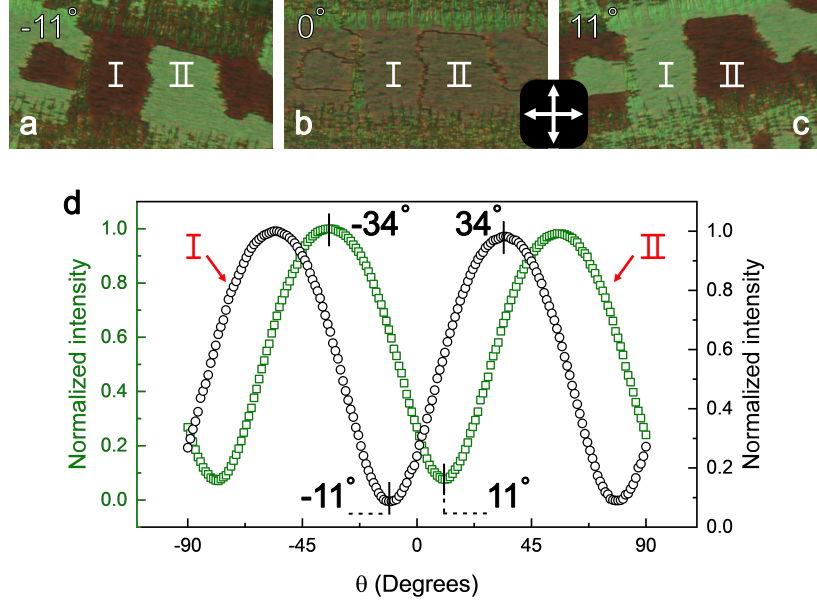 -11°
I
II
a
0°
I
II
b
11°
I
II
c
d
-34°
34°
I
II
-11°
11°
1.0
0.8
0.6
0.4
0.2
0.0
Normalized intensity
1.0
0.8
0.6
0.4
0.2
0.0
Normalized intensity
-90
-45
0
45
90
θ (Degrees)